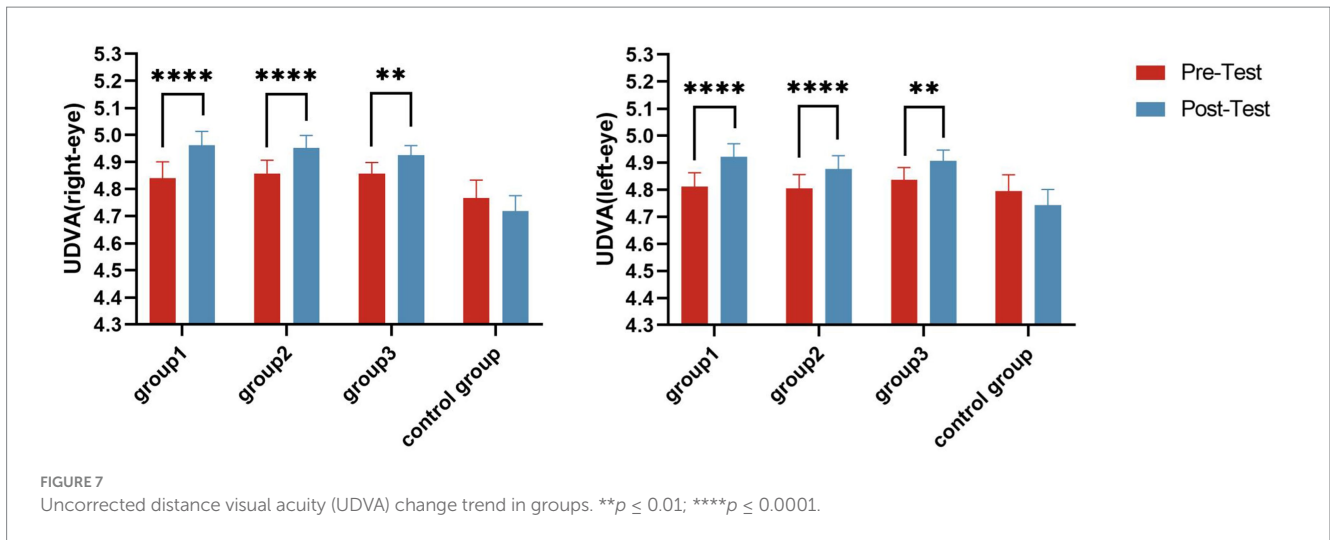 5.3
5.2
5.1
5.0
4.9
4.8
4.7
4.6
4.5
4.4
4.3
UDVA(right-eye)
**** **** **
group1 group2 group3 control group
5.3
5.2
5.1
5.0
4.9
4.8
4.7
4.6
4.5
4.4
4.3
UDVA(left-eye)
**** **** **
group1 group2 group3 control group
Pre-Test
Post-Test
FIGURE 7
Uncorrected distance visual acuity (UDVA) change trend in groups. **p ≤ 0.01; ****p ≤ 0.0001.